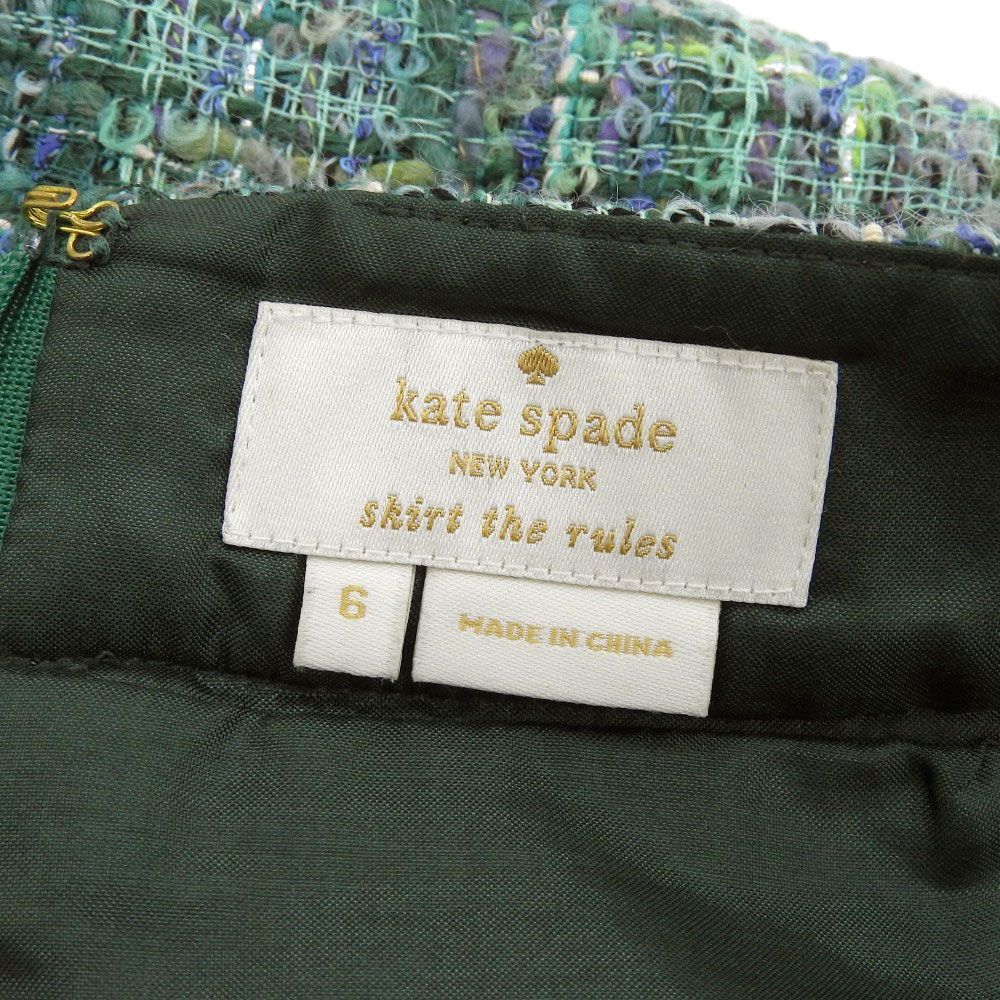 kate spade
NEW YORK
skirt the rules
6
MADE IN CHINA